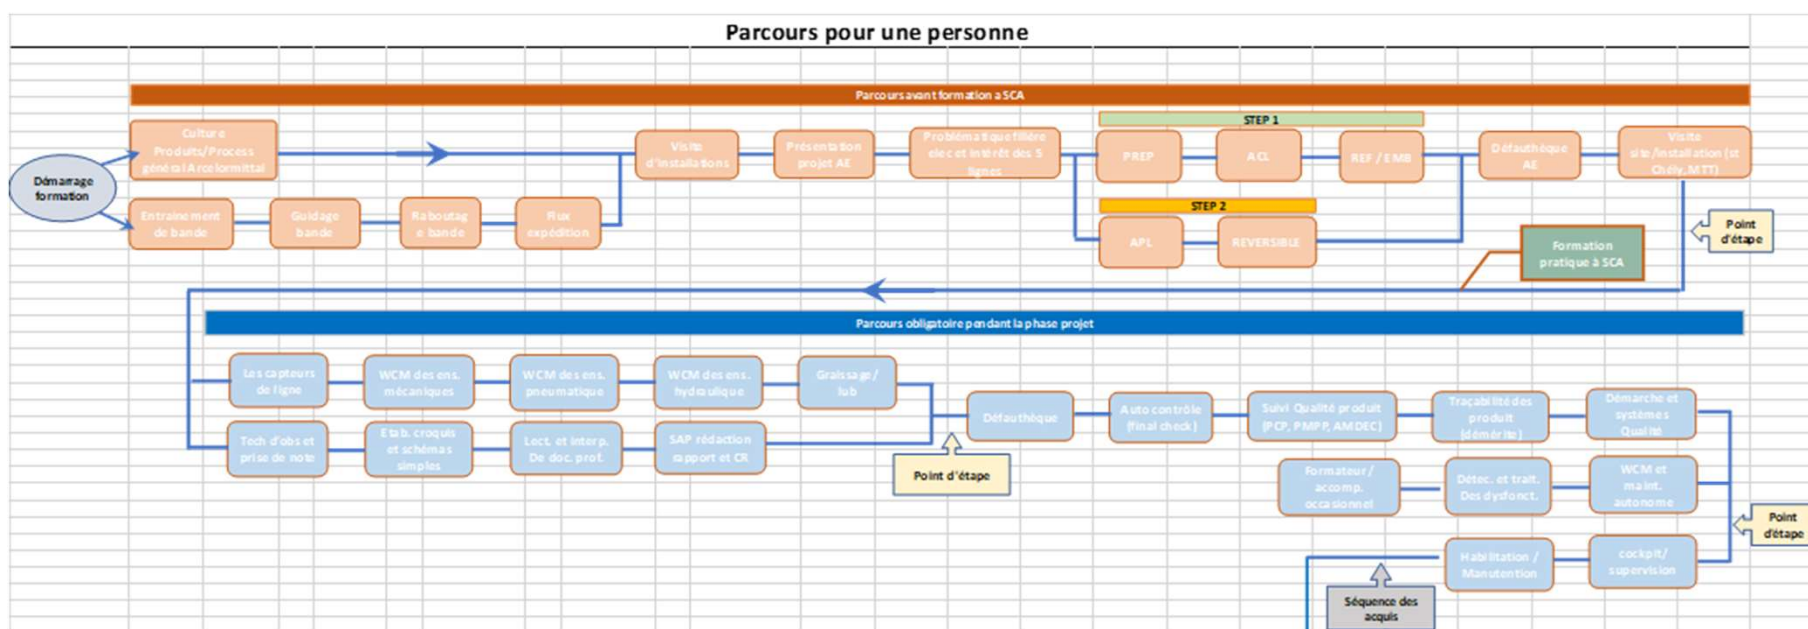 Parcours pour une personne
Parcours avant formation a SCA
STEP 1
Culture
Produits/Process
général Arcelormittal
Visite
d'installations
Présentation
projet AE
Problématique filière
elec et intérêt des 5
lignes
PREP
ACL
REF / EMB
Défauthèque
AE
Visite
site/installation (st
Chély, MTT)
Démarrage
formation
Entrainement
de bande
Guidage
bande
Raboutag
e bande
Flux
expédition
STEP 2
APL
REVERSIBLE
Formation
pratique à SCA
Point
d'étape
Parcours obligatoire pendant la phase projet
Les capteurs
de ligne
WCM des ens.
mécaniques
WCM des ens.
pneumatique
WCM des ens.
hydraulique
Graissage/
lub
Défauthèque
Auto contrôle
(final check)
Suivi Qualité produit
(PCP, PMPP, AMDEC)
Traçabilité des
produit
(démérite)
Démarche et
systèmes
Qualité
Tech d'obs et
prise de note
Etab. croquis
et schémas
simples
Lect. et interp.
De doc. prof.
SAP rédaction
rapport et CR
Point d'étape
Formateur /
accomp.
occasionnel
Détec. et trait.
Des dysfonct.
WCM et
maint.
autonome
Point
d'étape
Habilitation /
Manutention
cockpit/
supervision
Séquence des
acquis